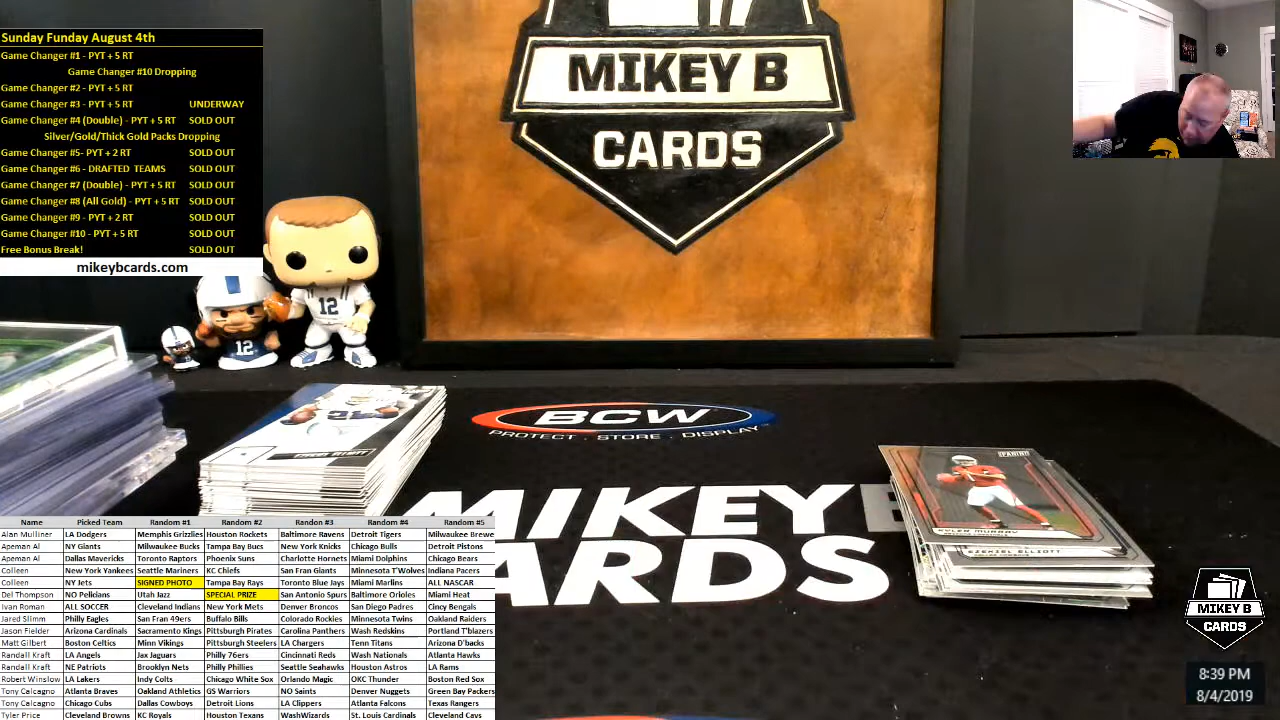 Sunday Funday August 4th
Game Changer #1 - PYT + 5 RT
Game Changer #10 Dropping
Game Changer #2 - PYT + 5 RT
Game Changer #3 - PYT + 5 RT UNDERWAY
Game Changer #4 (Double) - PYT + 5 RT SOLD OUT
Silver/Gold/Thick Gold Packs Dropping
Game Changer #5- PYT + 2 RT SOLD OUT
Game Changer #6 - DRAFTED TEAMS SOLD OUT
Game Changer #7 (Double) - PYT + 5 RT SOLD OUT
Game Changer #8 (All Gold) - PYT + 5 RT SOLD OUT
Game Changer #9 - PYT + 2 RT SOLD OUT
Game Changer #10 - PYT + 5 RT SOLD OUT
Free Bonus Break! SOLD OUT
mikeybcards.com
MIKEY B
CARDS
12
12
BCW
PROTECT . STORE . DISPLAY
MIKEY B
CARDS
PANINI
KYLER MURRAY
EZEKIEL ELLIOTT
Name Picked Team Random #1 Random #2 Randon #3 Random #4 Random #5
Alan Mulliner LA Dodgers Memphis Grizzlies Houston Rockets Baltimore Ravens Detroit Tigers Milwaukee Brewe
Apeman Al NY Giants Milwaukee Bucks Tampa Bay Bucs New York Knicks Chicago Bulls Detroit Pistons
Apeman Al Dallas Mavericks Toronto Raptors Phoenix Suns Charlotte Hornets Miami Dolphins Chicago Bears
Colleen New York Yankees Seattle Mariners KC Chiefs San Fran Giants Minnesota T'Wolves Indiana Pacers
Colleen NY Jets SIGNED PHOTO Tampa Bay Rays Toronto Blue Jays Miami Marlins ALL NASCAR
Del Thompson NO Pelicians Utah Jazz SPECIAL PRIZE San Antonio Spurs Baltimore Orioles Miami Heat
Ivan Roman ALL SOCCER Cleveland Indians New York Mets Denver Broncos San Diego Padres Cincy Bengals
Jared Slimm Philly Eagles San Fran 49ers Buffalo Bills Colorado Rockies Minnesota Twins Oakland Raiders
Jason Fielder Arizona Cardinals Sacramento Kings Pittsburgh Pirates Carolina Panthers Wash Redskins Portland T'blazers
Matt Gilbert Boston Celtics Minn Vikings Pittsburgh Steelers LA Chargers Tenn Titans Arizona D'backs
Randall Kraft LA Angels Jax Jaguars Philly 76ers Cincinnati Reds Wash Nationals Atlanta Hawks
Randall Kraft NE Patriots Brooklyn Nets Philly Phillies Seattle Seahawks Houston Astros LA Rams
Robert Winslow LA Lakers Indy Colts Chicago White Sox Orlando Magic OKC Thunder Boston Red Sox
Tony Calcagno Atlanta Braves Oakland Athletics GS Warriors NO Saints Denver Nuggets Green Bay Packers
Tony Calcagno Chicago Cubs Dallas Cowboys Detroit Lions LA Clippers Atlanta Falcons Texas Rangers
Tyler Price Cleveland Browns KC Royals Houston Texans WashWizards St. Louis Cardinals Cleveland Cavs
MIKEY B
CARDS
8:39 PM
8/4/2019